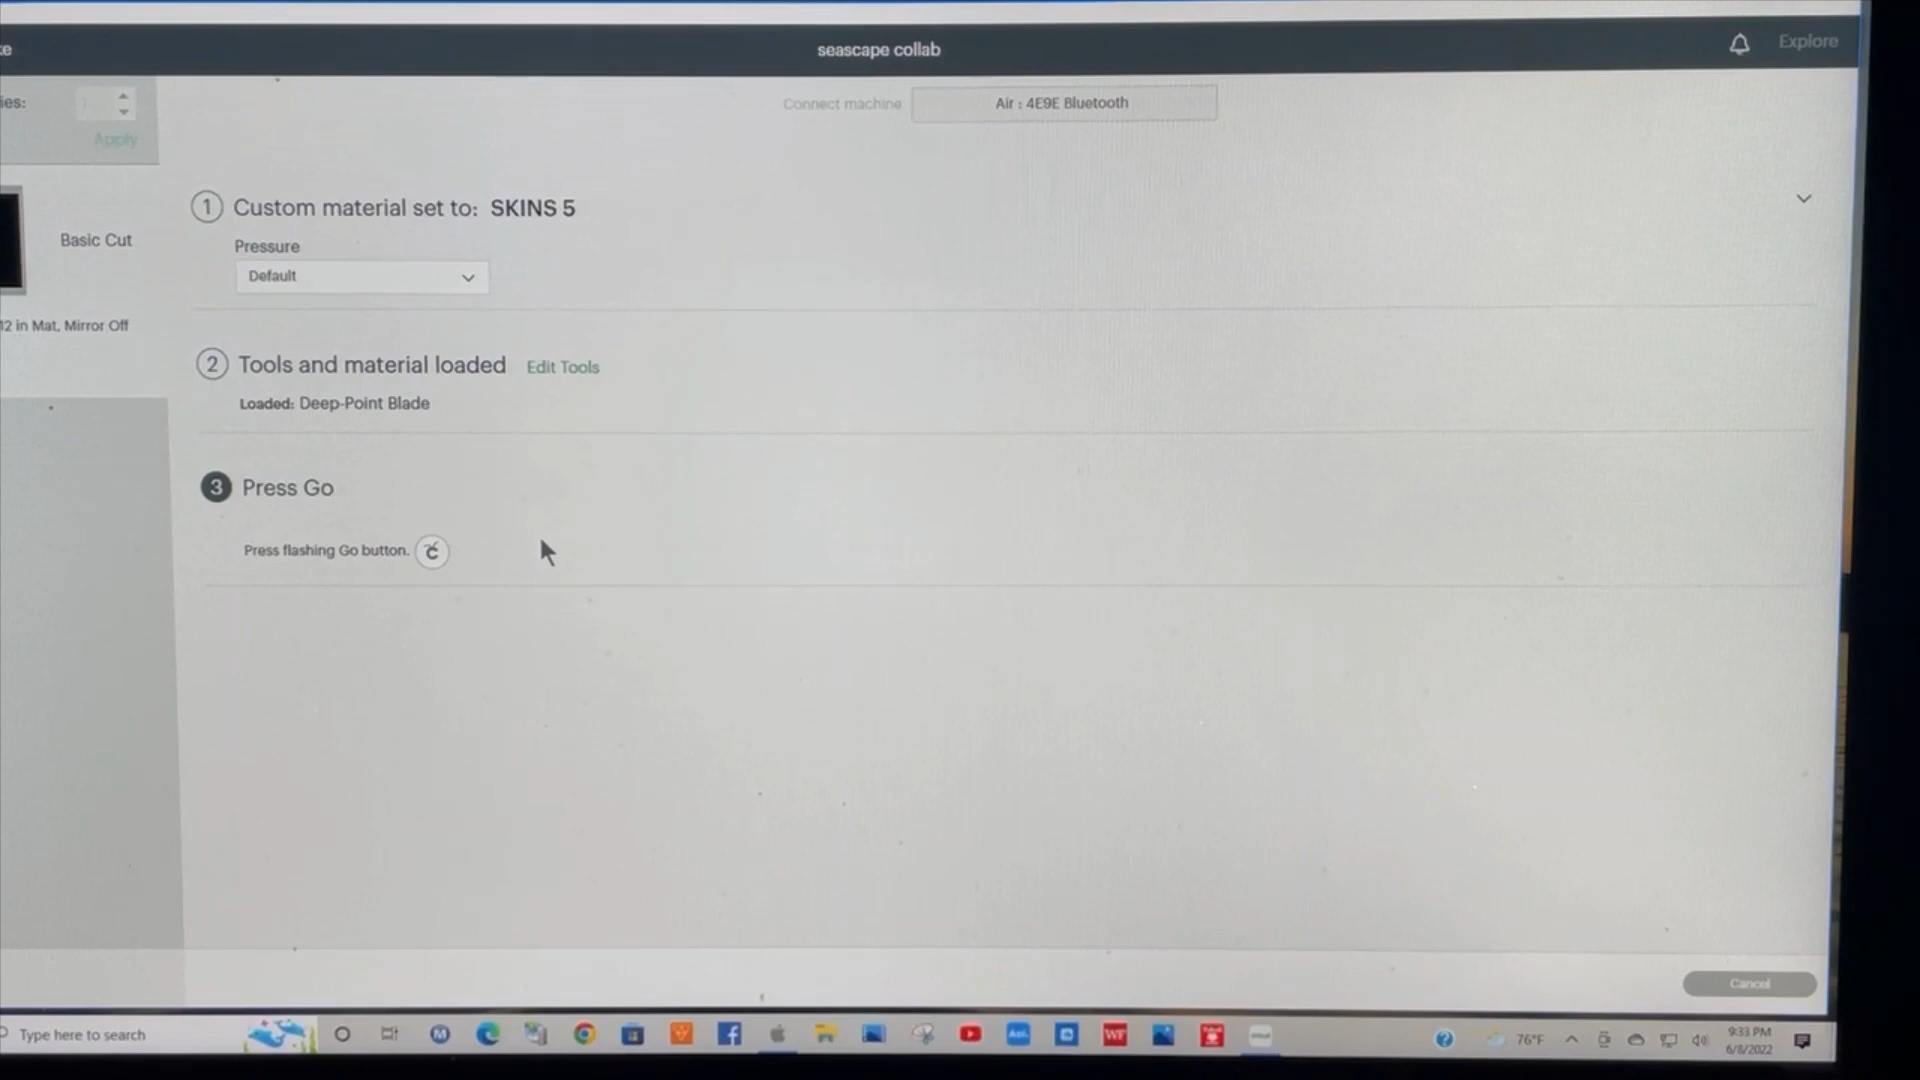 seascape collab
Explore
ies:
1
Apply
Connect machine
Air : 4E9E Bluetooth
1 Custom material set to: SKINS 5
Basic Cut
Pressure
Default
12 in Mat, Mirror Off
2 Tools and material loaded Edit Tools
Loaded: Deep-Point Blade
3 Press Go
Press flashing Go button.
Cancel
Type here to search
76°F
9:33 PM
6/8/2022